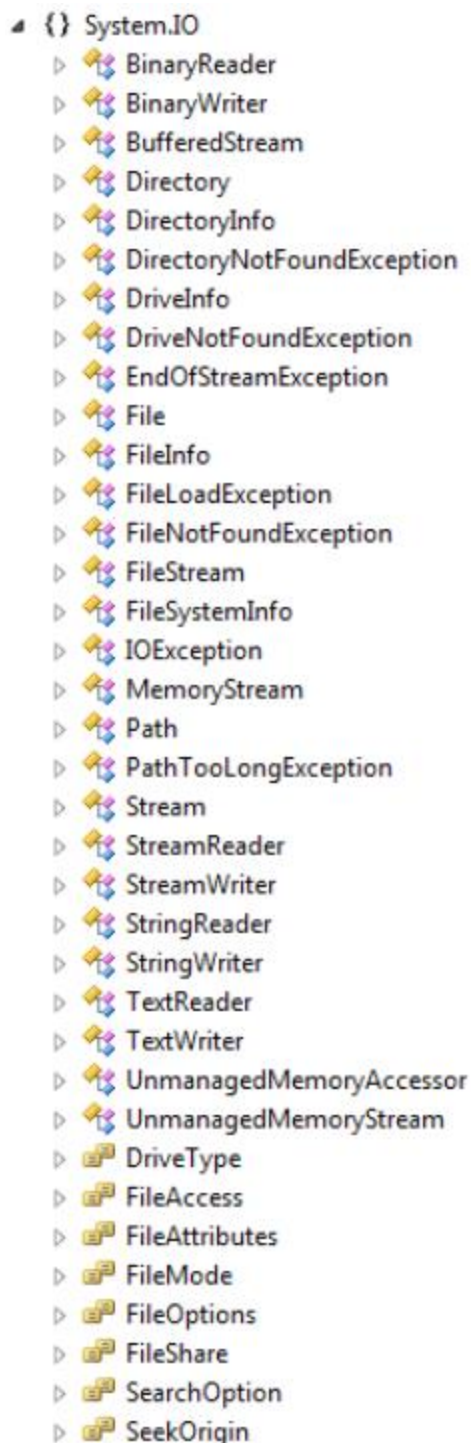 {} System.IO
BinaryReader
BinaryWriter
BufferedStream
Directory
DirectoryInfo
DirectoryNotFoundException
DriveInfo
DriveNotFoundException
EndOfStreamException
File
FileInfo
FileLoadException
FileNotFoundException
FileStream
FileSystemInfo
IOException
MemoryStream
Path
PathTooLongException
Stream
StreamReader
StreamWriter
StringReader
StringWriter
TextReader
TextWriter
UnmanagedMemoryAccessor
UnmanagedMemoryStream
DriveType
FileAccess
FileAttributes
FileMode
FileOptions
FileShare
SearchOption
SeekOrigin